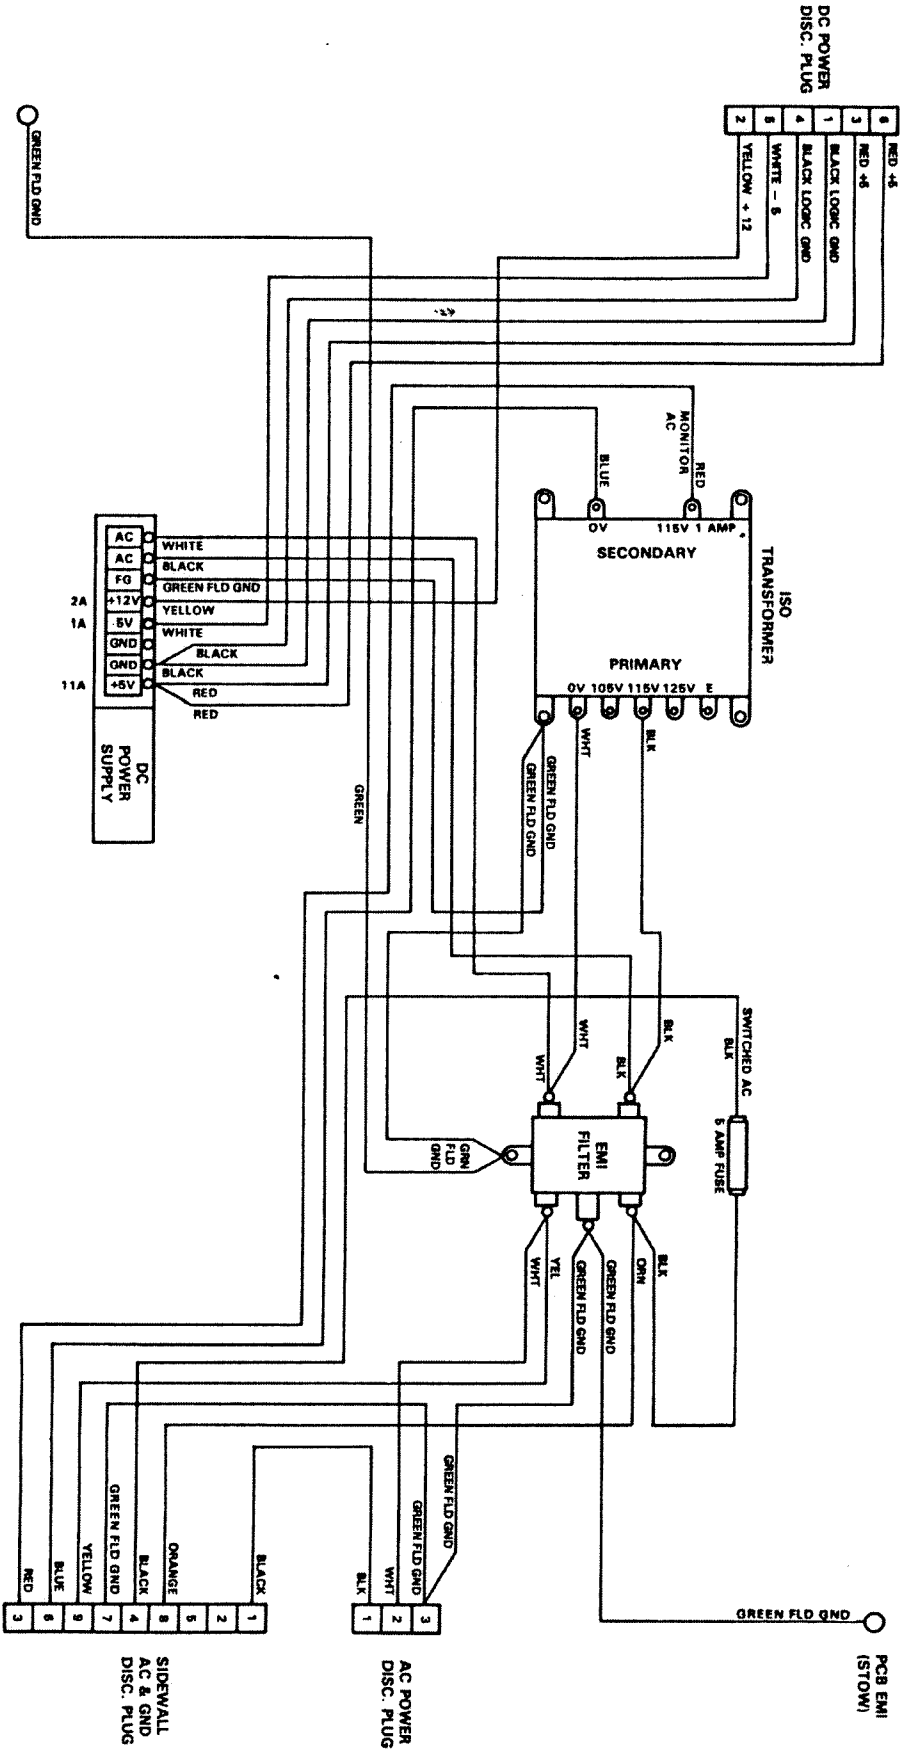 DC POWER
DISC. PLUG
6
3
1
4
5
2
RED +5
RED +5
BLACK LOGIC GND
BLACK LOGIC GND
WHITE - 5
YELLOW + 12
GREEN FLD GND
MONITOR
AC
RED
BLUE
0V
115V 1 AMP
SECONDARY
ISO
TRANSFORMER
PRIMARY
0V 105V 115V 125V E
WHT
BLK
GREEN FLD GND
GREEN FLD GND
AC
AC
FG
+12V
5V
GND
GND
+5V
2A
1A
11A
WHITE
BLACK
GREEN FLD GND
YELLOW
WHITE
BLACK
BLACK
RED
RED
DC
POWER
SUPPLY
GREEN
SWITCHED AC
BLK
5 AMP FUSE
WHT
WHT
BLK
BLK
EMI
FILTER
GRN
FLD
GND
YEL
WHT
GREEN FLD GND
GREEN FLD GND
ORN
BLK
GREEN FLD GND
GREEN FLD GND
WHT
BLK
BLACK
ORANGE
BLACK
GREEN FLD GND
YELLOW
BLUE
RED
3
6
9
7
4
8
5
2
1
SIDEWALL
AC & GND
DISC. PLUG
1
2
3
AC POWER
DISC. PLUG
GREEN FLD GND
PCB EMI
(STOW)